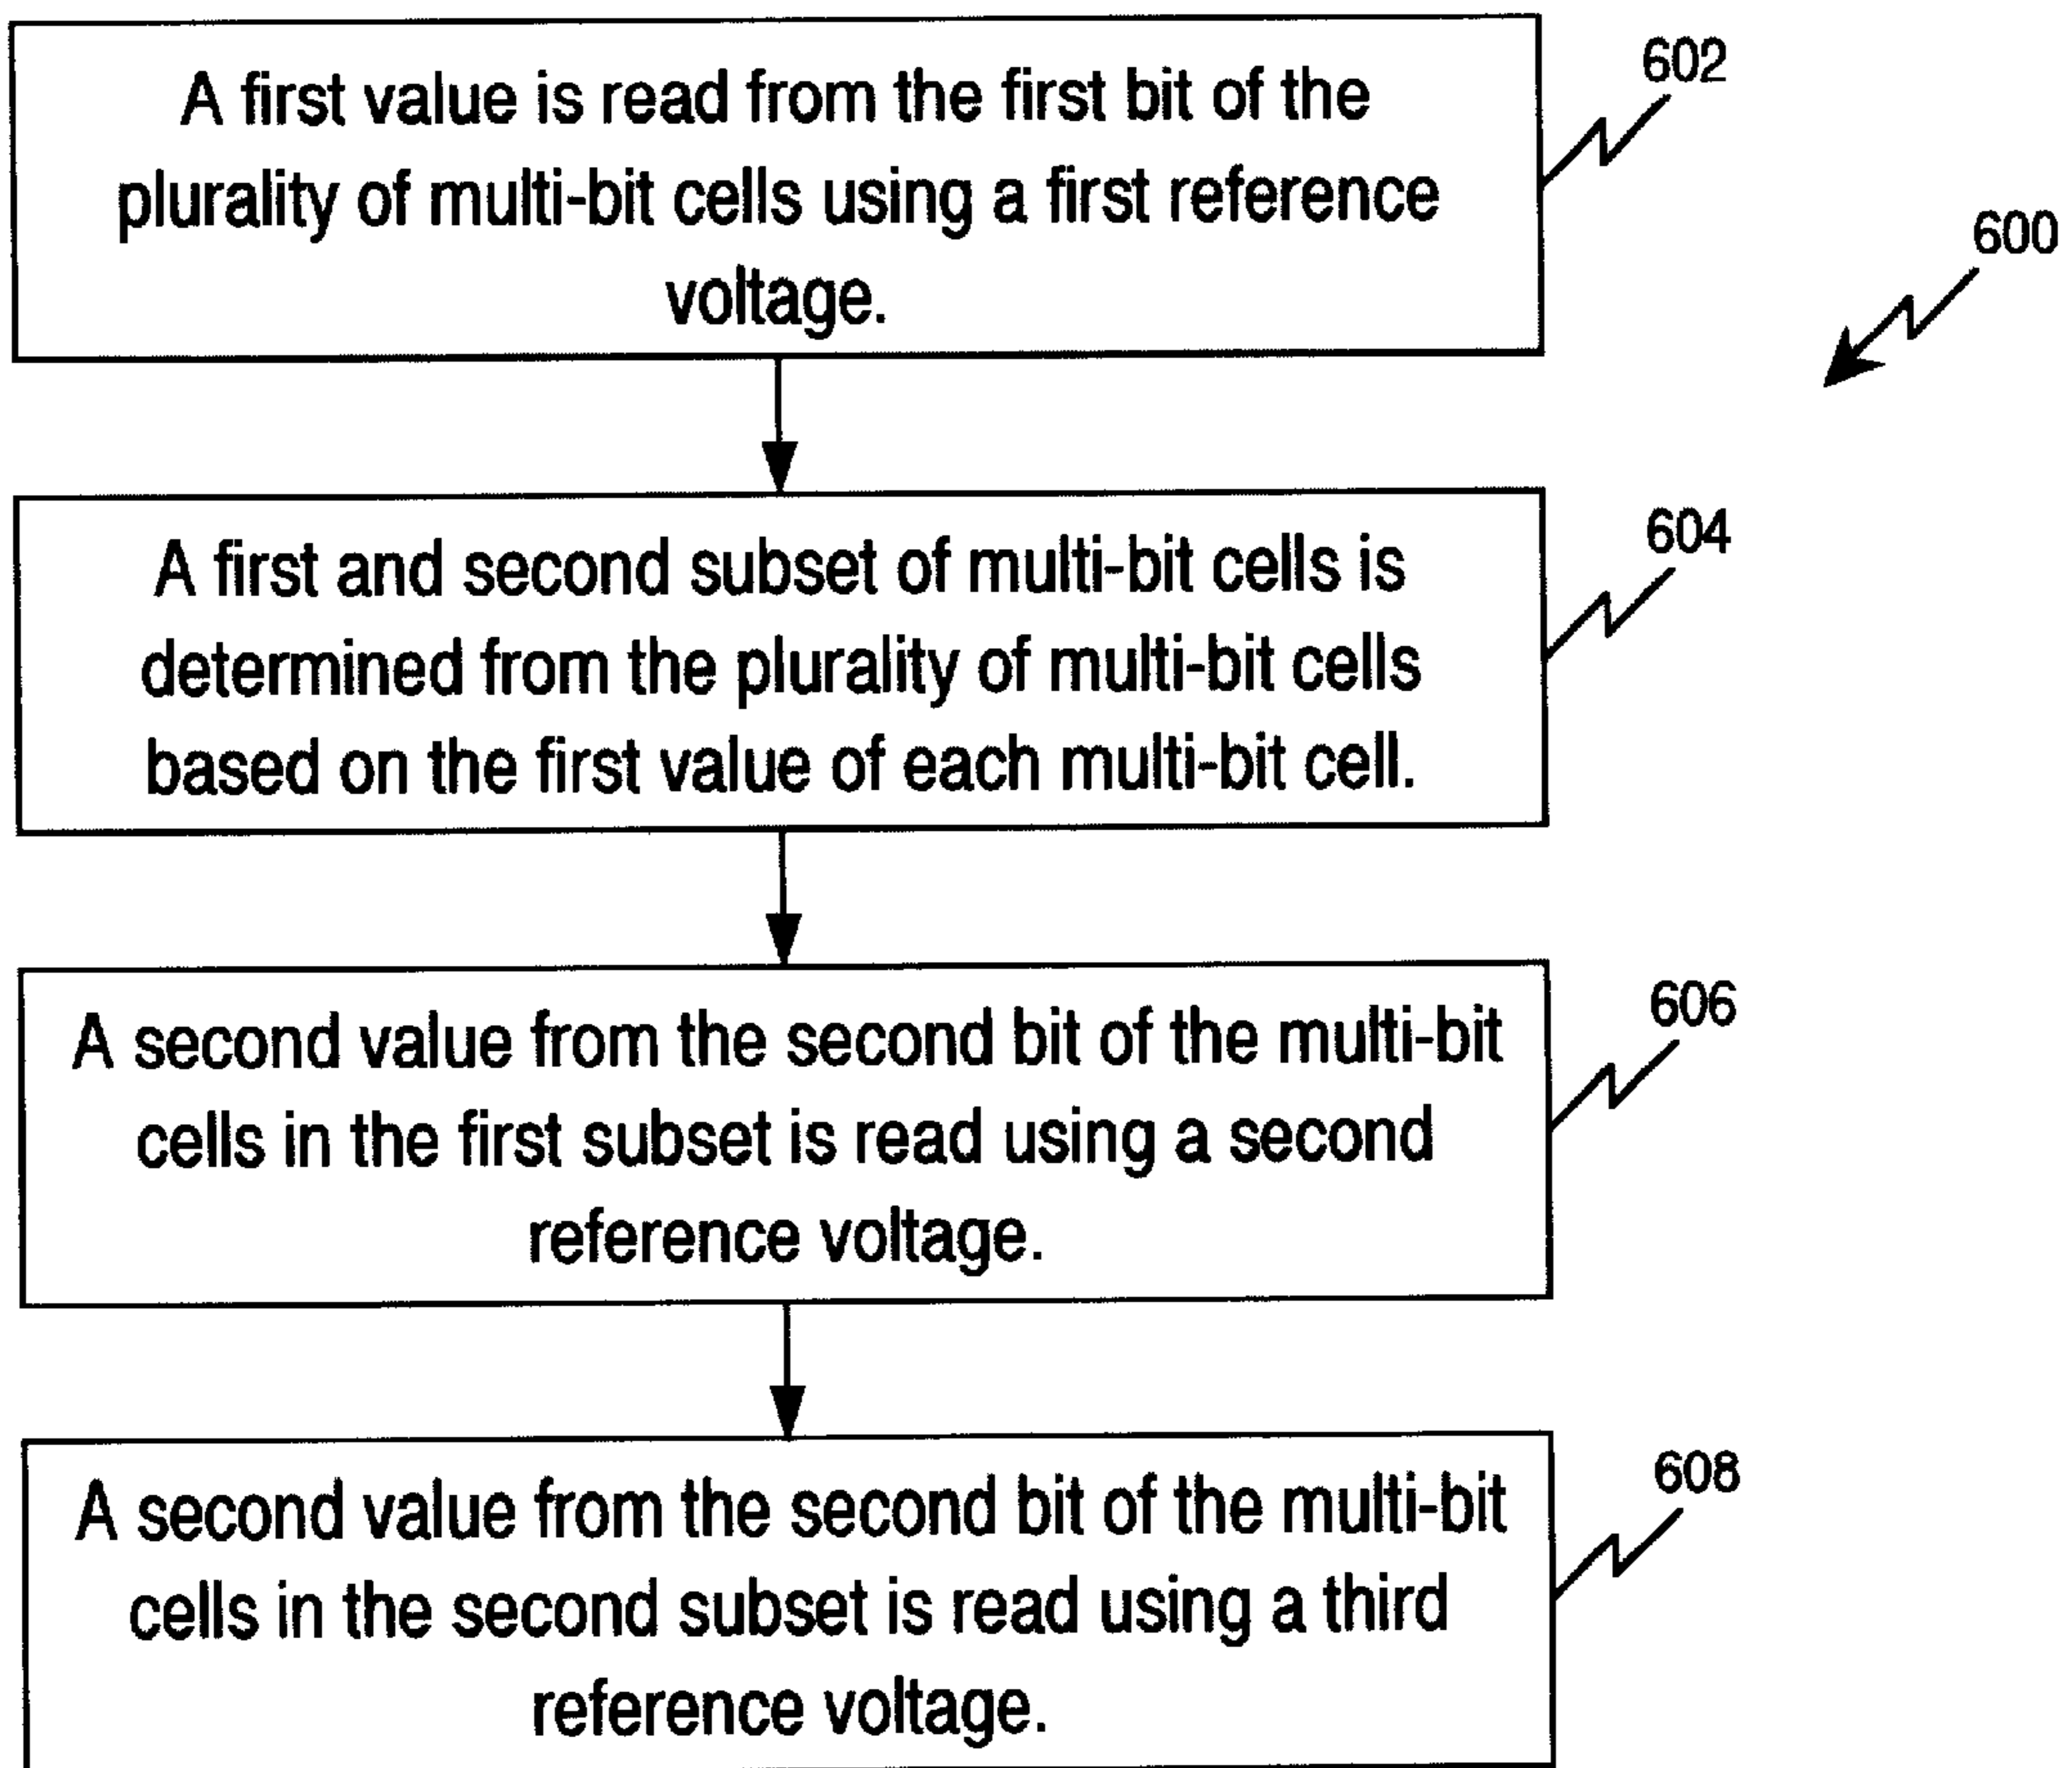 A first value is read from the first bit of the
plurality of multi-bit cells using a first reference
voltage.
602
600
A first and second subset of multi-bit cells is
determined from the plurality of multi-bit cells
based on the first value of each multi-bit cell.
604
A second value from the second bit of the multi-bit
cells in the first subset is read using a second
reference voltage.
606
A second value from the second bit of the multi-bit
cells in the second subset is read using a third
reference voltage.
608